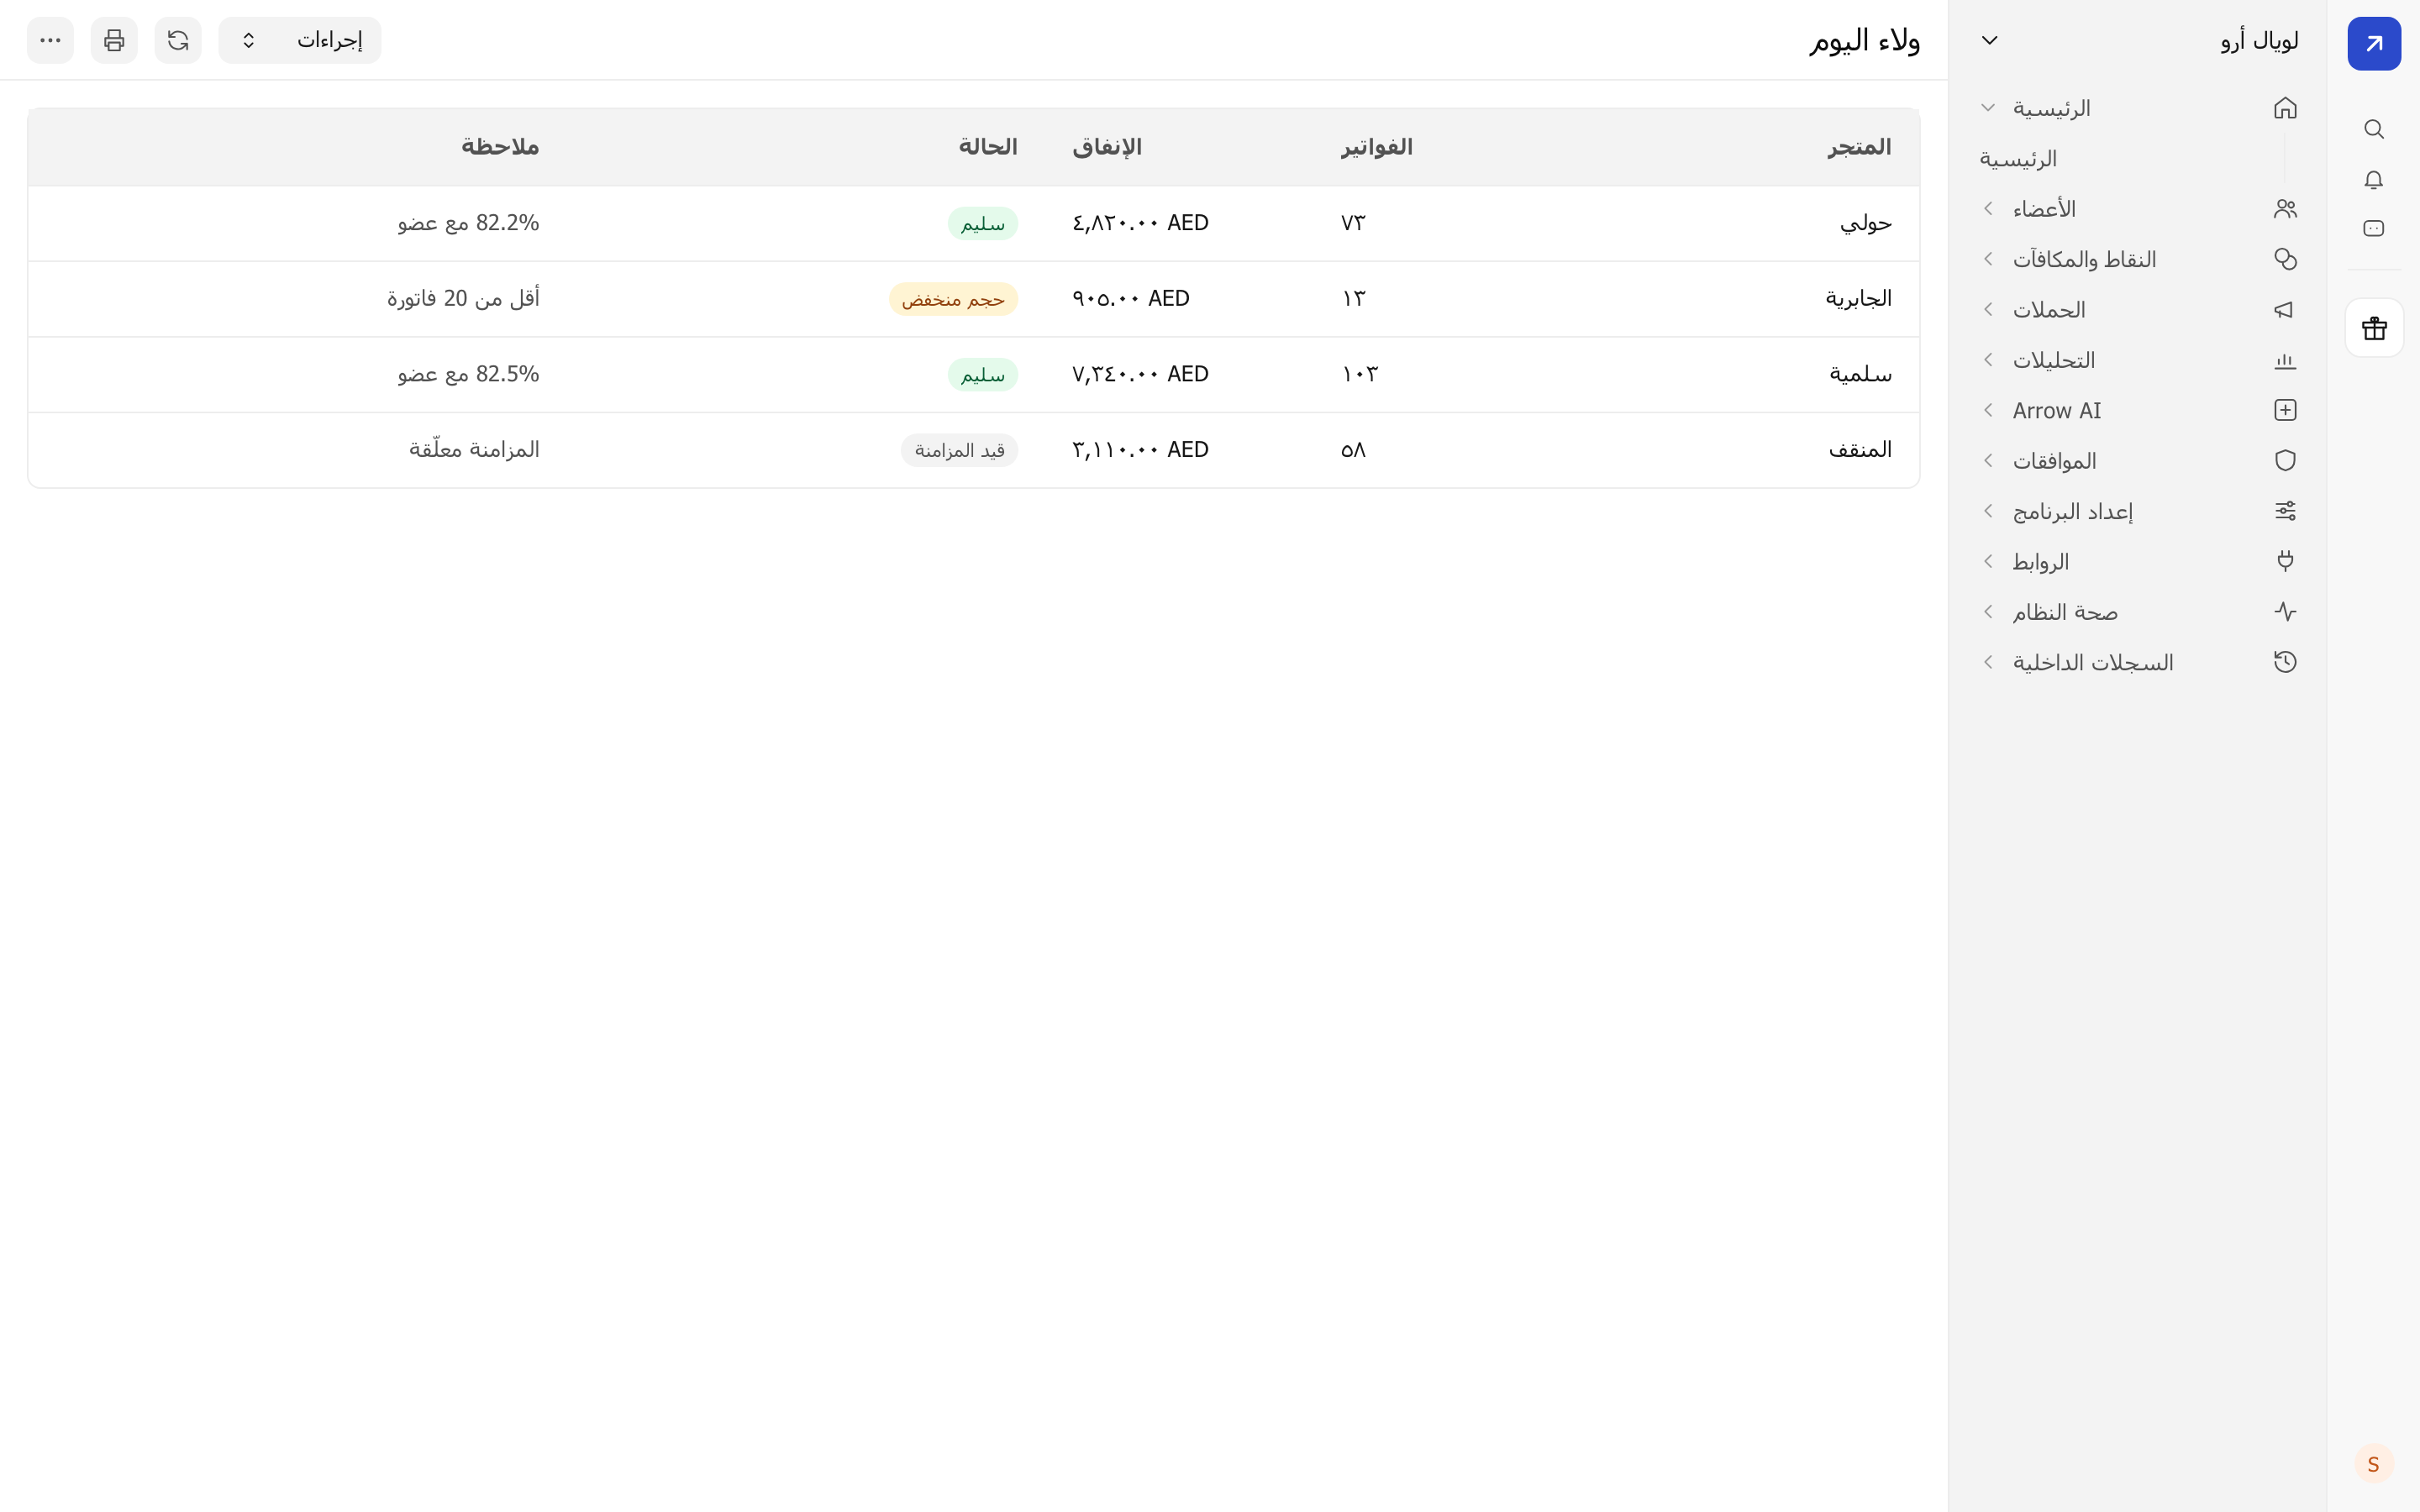 لويال أرو
الرئيسية
الرئيسية
الأعضاء
النقاط والمكافآت
الحملات
التحليلات
Arrow AI
الموافقات
إعداد البرنامج
الروابط
صحة النظام
السجلات الداخلية
S
ولاء اليوم
إجراءات
المتجر الفواتير الإنفاق الحالة ملاحظة
حولي ٧٣ ٤,٨٢٠.٠٠ AED سليم 82.2% مع عضو
الجابرية ١٣ ٩٠٥.٠٠ AED حجم منخفض أقل من 20 فاتورة
سلمية ١٠٣ ٧,٣٤٠.٠٠ AED سليم 82.5% مع عضو
المنقف ٥٨ ٣,١١٠.٠٠ AED قيد المزامنة المزامنة معلّقة